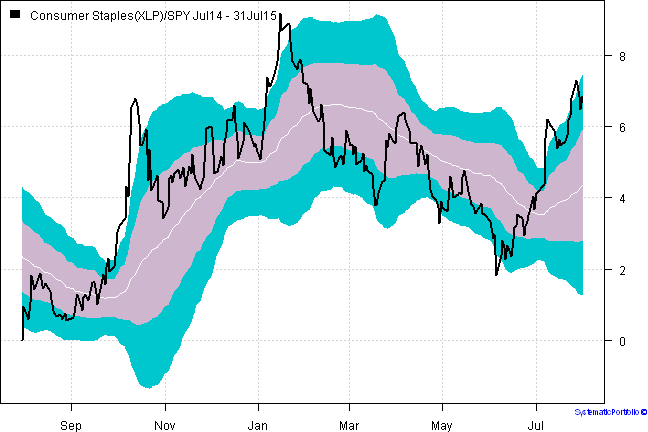 Consumer Staples(XLP)/SPY Jul14 - 31Jul15
8
6
4
2
0
Sep Nov Jan Mar May Jul
SystematicPortfolio ©